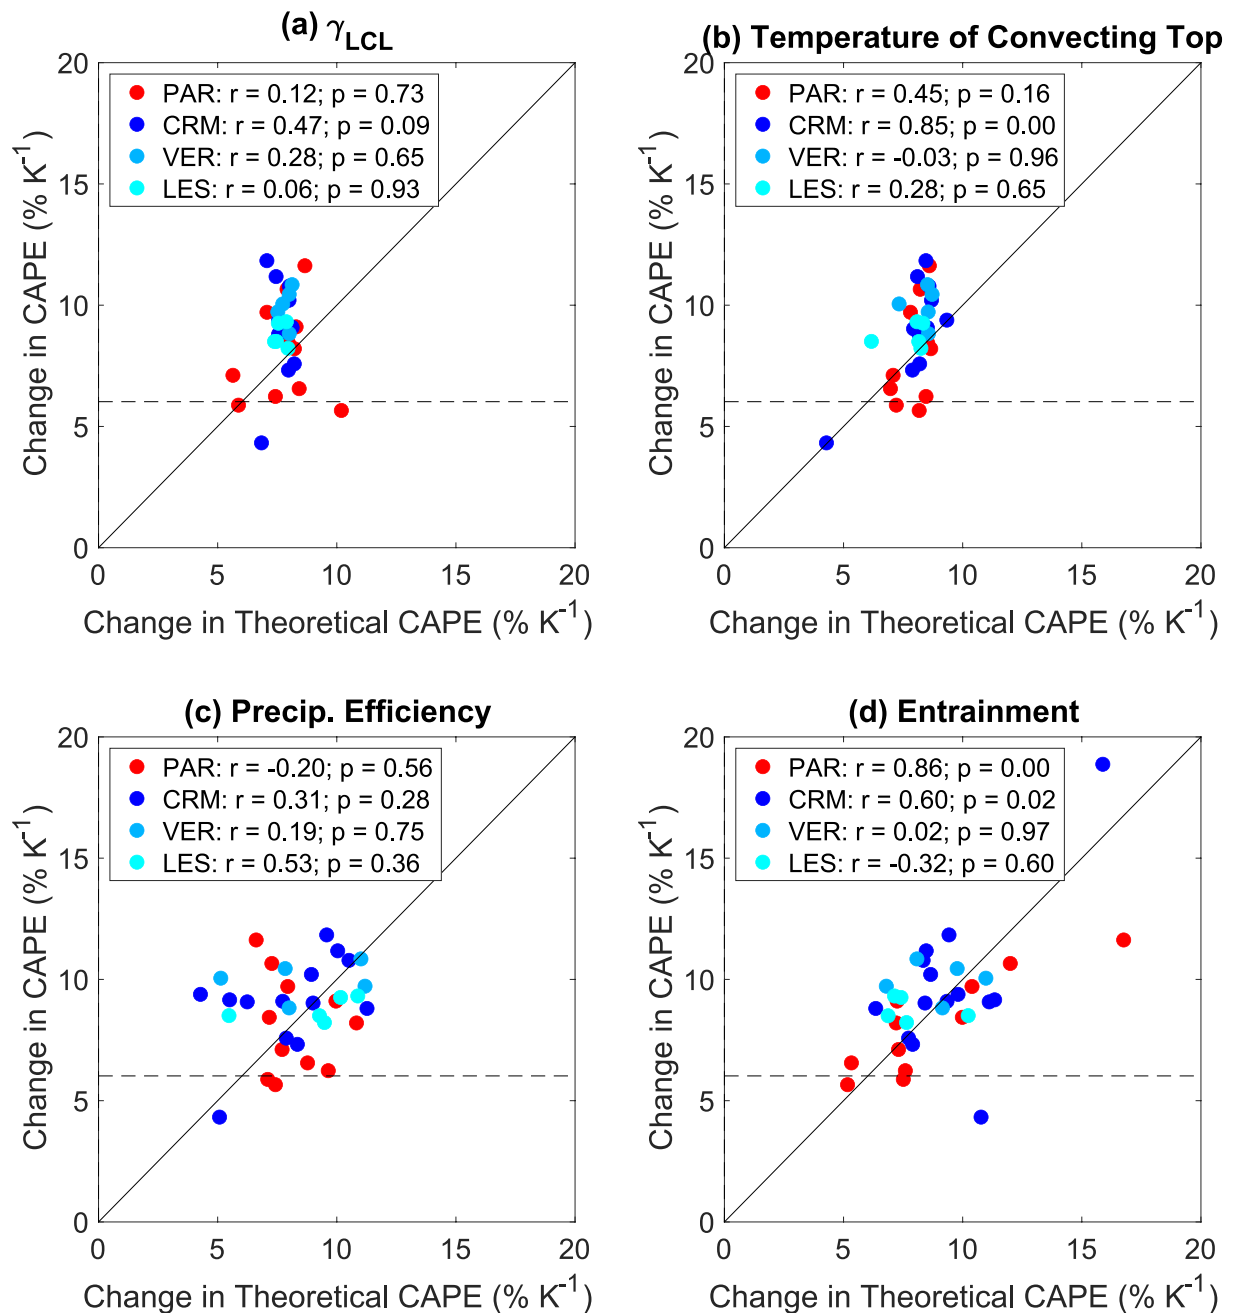 (a) γLCL
PAR: r = 0.12; p = 0.73
CRM: r = 0.47; p = 0.09
VER: r = 0.28; p = 0.65
LES: r = 0.06; p = 0.93
20
15
10
5
0
Change in CAPE (% K-1)
0 5 10 15 20
Change in Theoretical CAPE (% K-1)
(b) Temperature of Convecting Top
PAR: r = 0.45; p = 0.16
CRM: r = 0.85; p = 0.00
VER: r = -0.03; p = 0.96
LES: r = 0.28; p = 0.65
20
15
10
5
0
Change in CAPE (% K-1)
0 5 10 15 20
Change in Theoretical CAPE (% K-1)
(c) Precip. Efficiency
PAR: r = -0.20; p = 0.56
CRM: r = 0.31; p = 0.28
VER: r = 0.19; p = 0.75
LES: r = 0.53; p = 0.36
20
15
10
5
0
Change in CAPE (% K-1)
0 5 10 15 20
Change in Theoretical CAPE (% K-1)
(d) Entrainment
PAR: r = 0.86; p = 0.00
CRM: r = 0.60; p = 0.02
VER: r = 0.02; p = 0.97
LES: r = -0.32; p = 0.60
20
15
10
5
0
Change in CAPE (% K-1)
0 5 10 15 20
Change in Theoretical CAPE (% K-1)